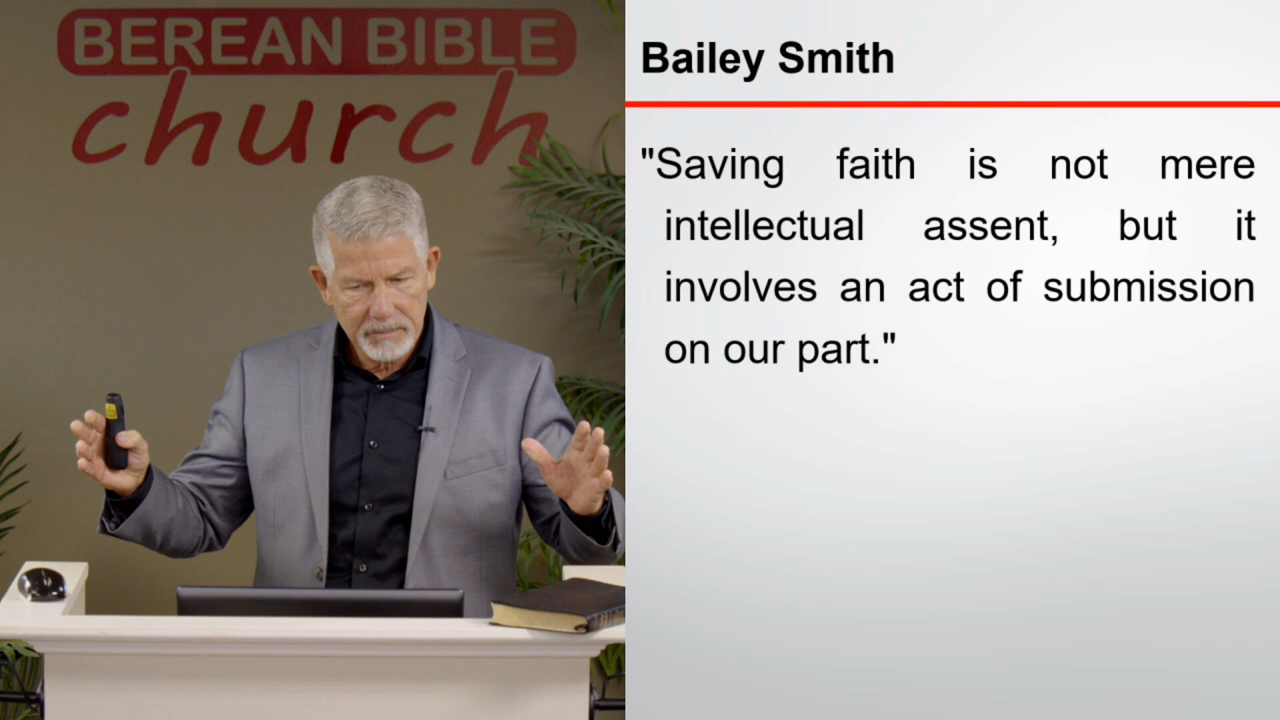 BEREAN BIBLE
church
Bailey Smith
"Saving faith is not mere
intellectual assent, but it
involves an act of submission
on our part."